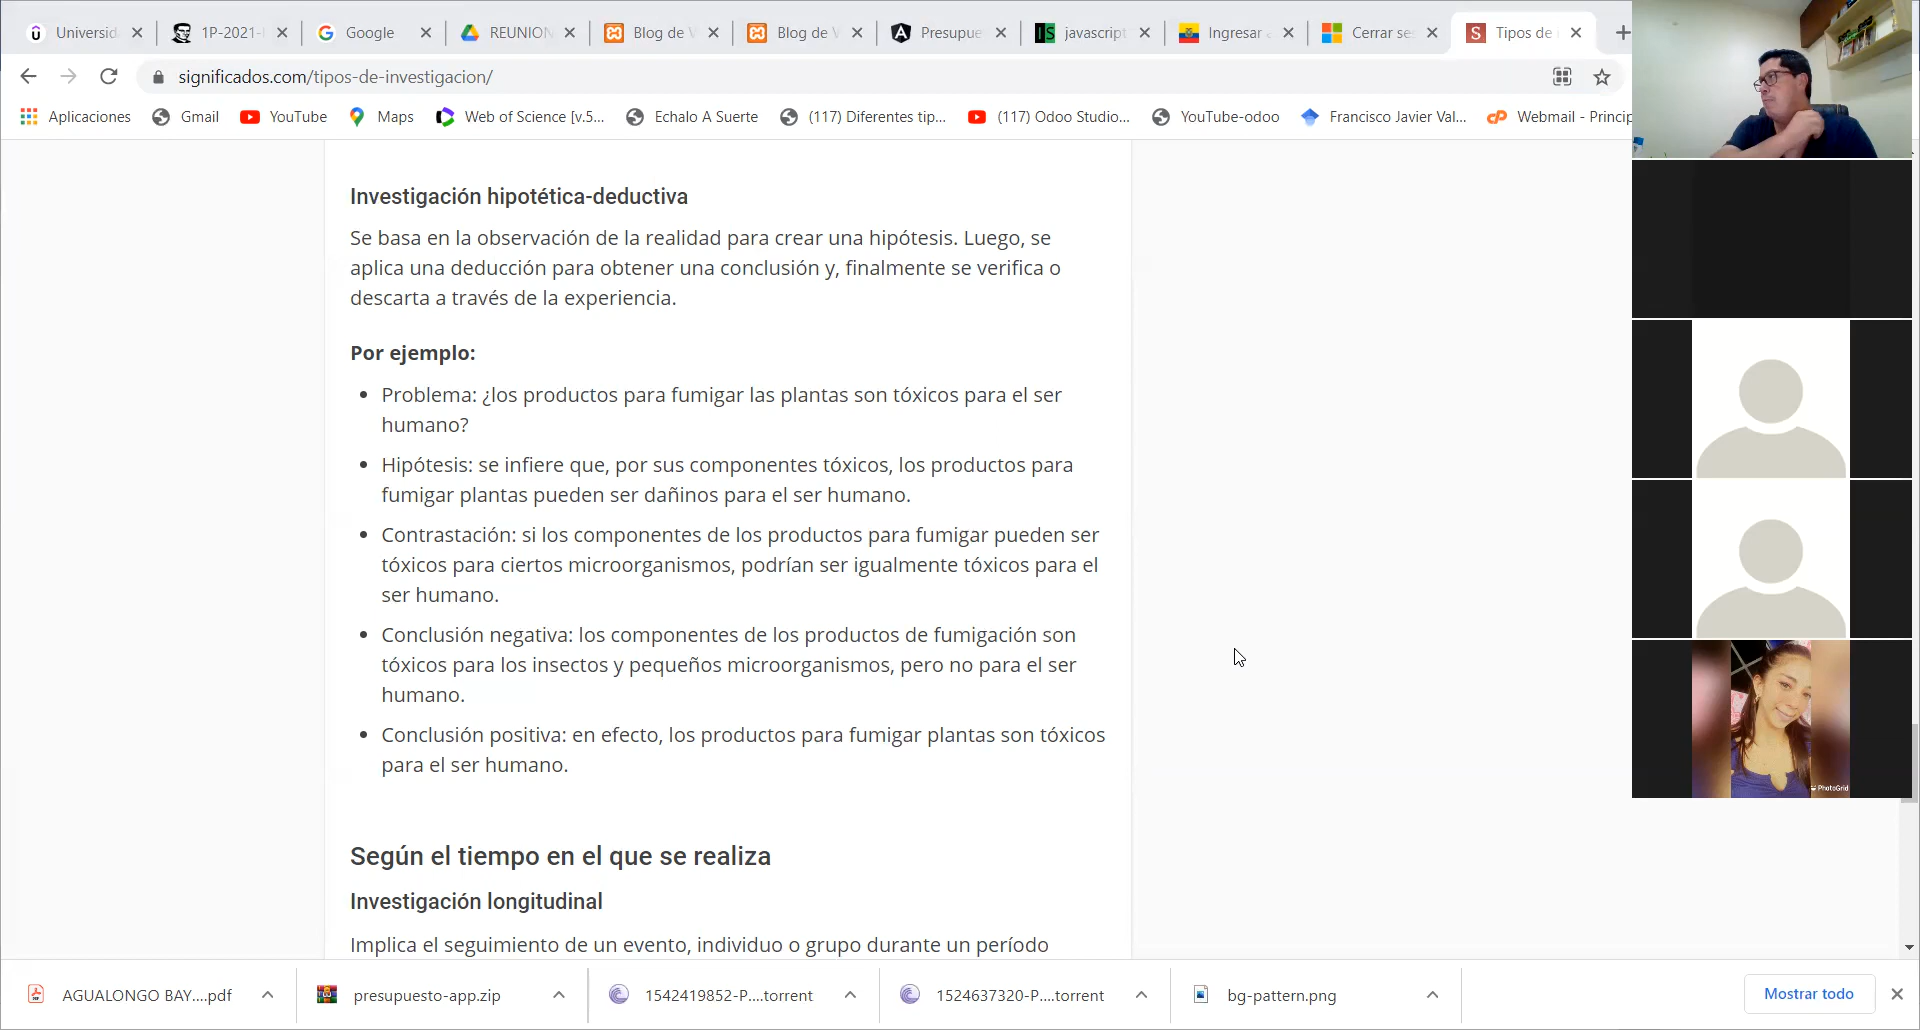 Universid
1P-2021-
Google
REUNION
Blog de V
Blog de V
Presupue
javascript
Ingresar
Cerrar se
Tipos de
significados.com/tipos-de-investigacion/
Aplicaciones
Gmail
YouTube
Maps
Web of Science [v.5...
Echalo A Suerte
(117) Diferentes tip...
(117) Odoo Studio...
YouTube-odoo
Francisco Javier Val...
Webmail - Princip
Investigación hipotética-deductiva
Se basa en la observación de la realidad para crear una hipótesis. Luego, se
aplica una deducción para obtener una conclusión y, finalmente se verifica o
descarta a través de la experiencia.
Por ejemplo:
• Problema: ¿los productos para fumigar las plantas son tóxicos para el ser
humano?
• Hipótesis: se infiere que, por sus componentes tóxicos, los productos para
fumigar plantas pueden ser dañinos para el ser humano.
• Contrastación: si los componentes de los productos para fumigar pueden ser
tóxicos para ciertos microorganismos, podrían ser igualmente tóxicos para el
ser humano.
• Conclusión negativa: los componentes de los productos de fumigación son
tóxicos para los insectos y pequeños microorganismos, pero no para el ser
humano.
• Conclusión positiva: en efecto, los productos para fumigar plantas son tóxicos
para el ser humano.
Según el tiempo en el que se realiza
Investigación longitudinal
Implica el seguimiento de un evento, individuo o grupo durante un período
PhotoGrid
AGUALONGO BAY....pdf
presupuesto-app.zip
1542419852-P....torrent
1524637320-P....torrent
bg-pattern.png
Mostrar todo